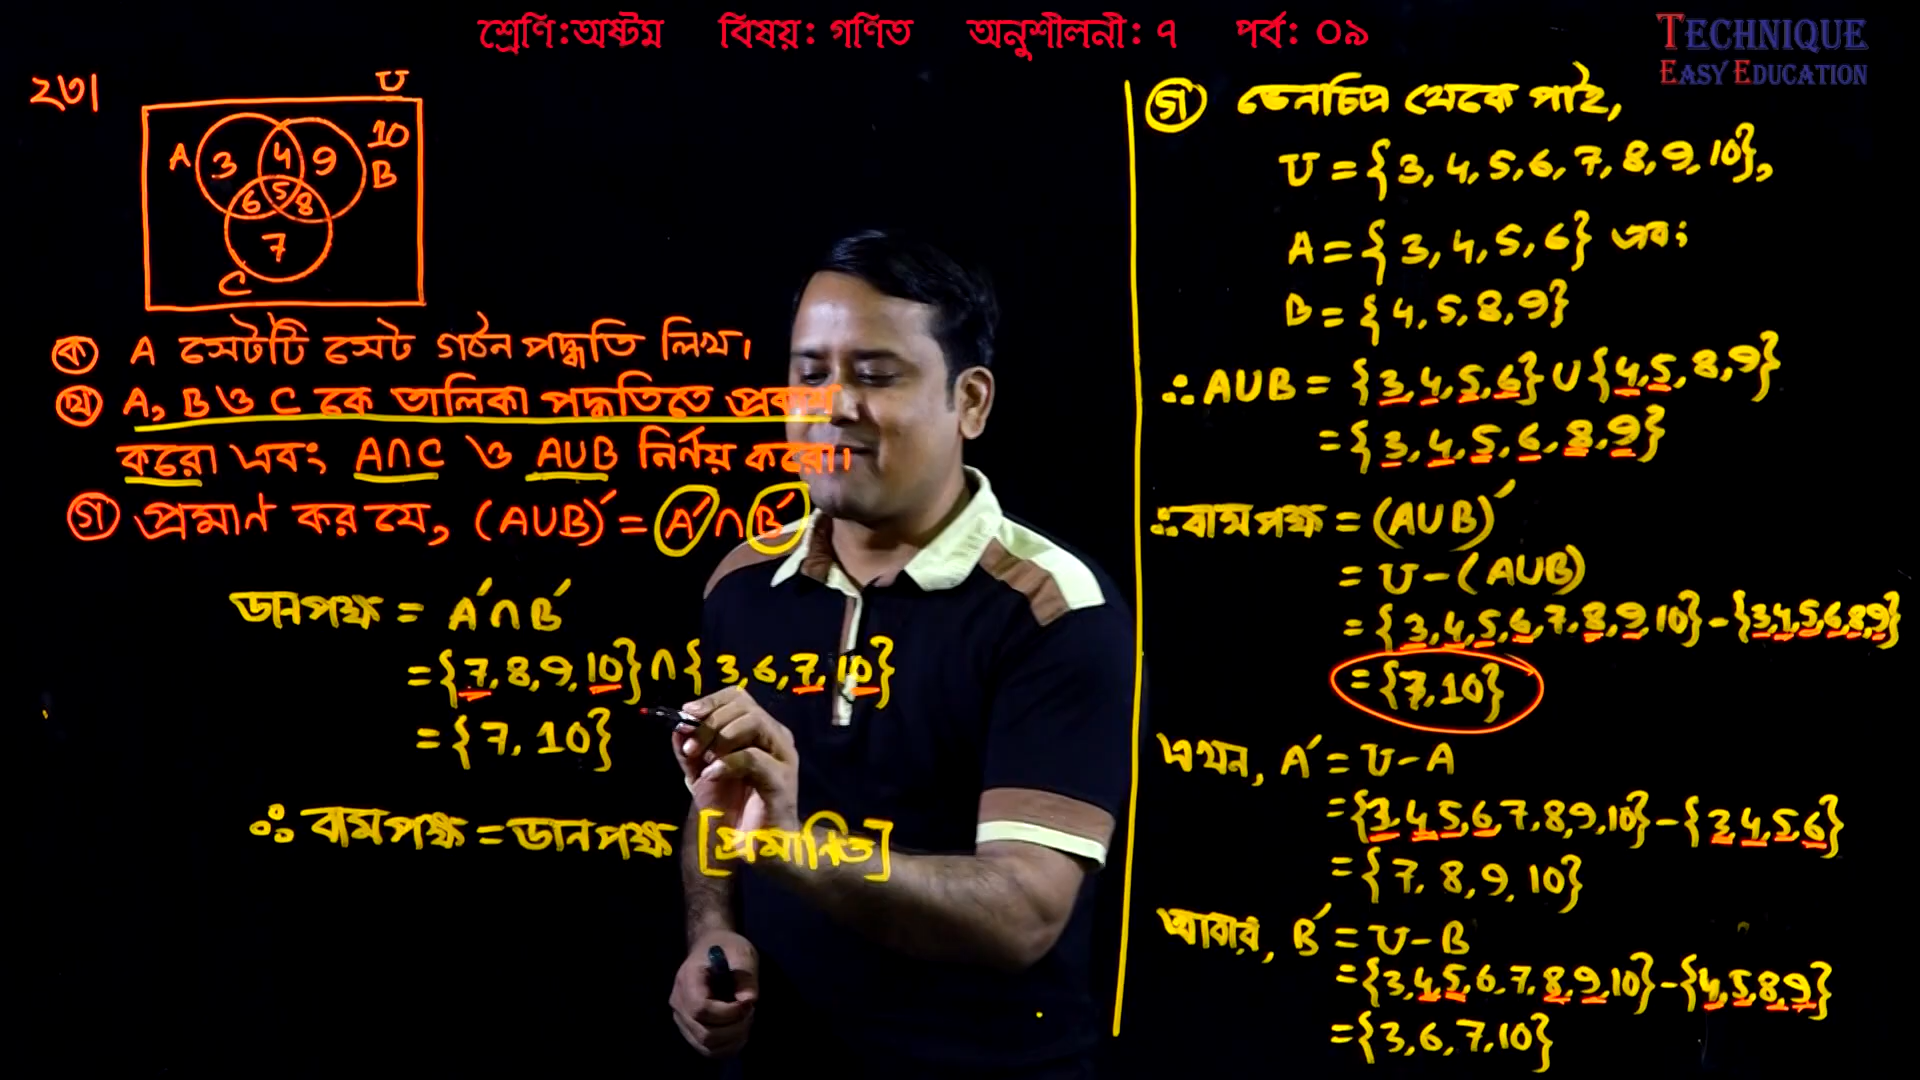 শ্রেণি:অষ্টম বিষয়: গণিত অনুশীলনী: ৭ পর্ব: ০৯
TECHNIQUE
EASY EDUCATION
২৩।
U
A 3 4 9 10
B
6 5 8
7
C
ক A সেটটি সেট গঠন পদ্ধতি লিখ।
খ A, B ও C কে তালিকা পদ্ধতিতে প্রকাশ
করো এবং A∩C ও A∪B নির্ণয় করো।
গ প্রমাণ কর যে, (A∪B)′ = A′∩B′
ডানপক্ষ = A′∩B′
={7,8,9,10}∩{3,6,7,10}
={7,10}
∴ বামপক্ষ = ডানপক্ষ [প্রমাণিত]
গ ভেনচিত্র থেকে পাই,
U={3,4,5,6,7,8,9,10},
A={3,4,5,6} এবং
B={4,5,8,9}
∴A∪B = {3,4,5,6}∪{4,5,8,9}
={3,4,5,6,8,9}
∴বামপক্ষ = (A∪B)′
= U-(A∪B)
={3,4,5,6,7,8,9,10}-{3,4,5,6,8,9}
={7,10}
এখন, A′ = U-A
={3,4,5,6,7,8,9,10}-{3,4,5,6}
={7,8,9,10}
আবার, B′ = U-B
={3,4,5,6,7,8,9,10}-{4,5,8,9}
={3,6,7,10}